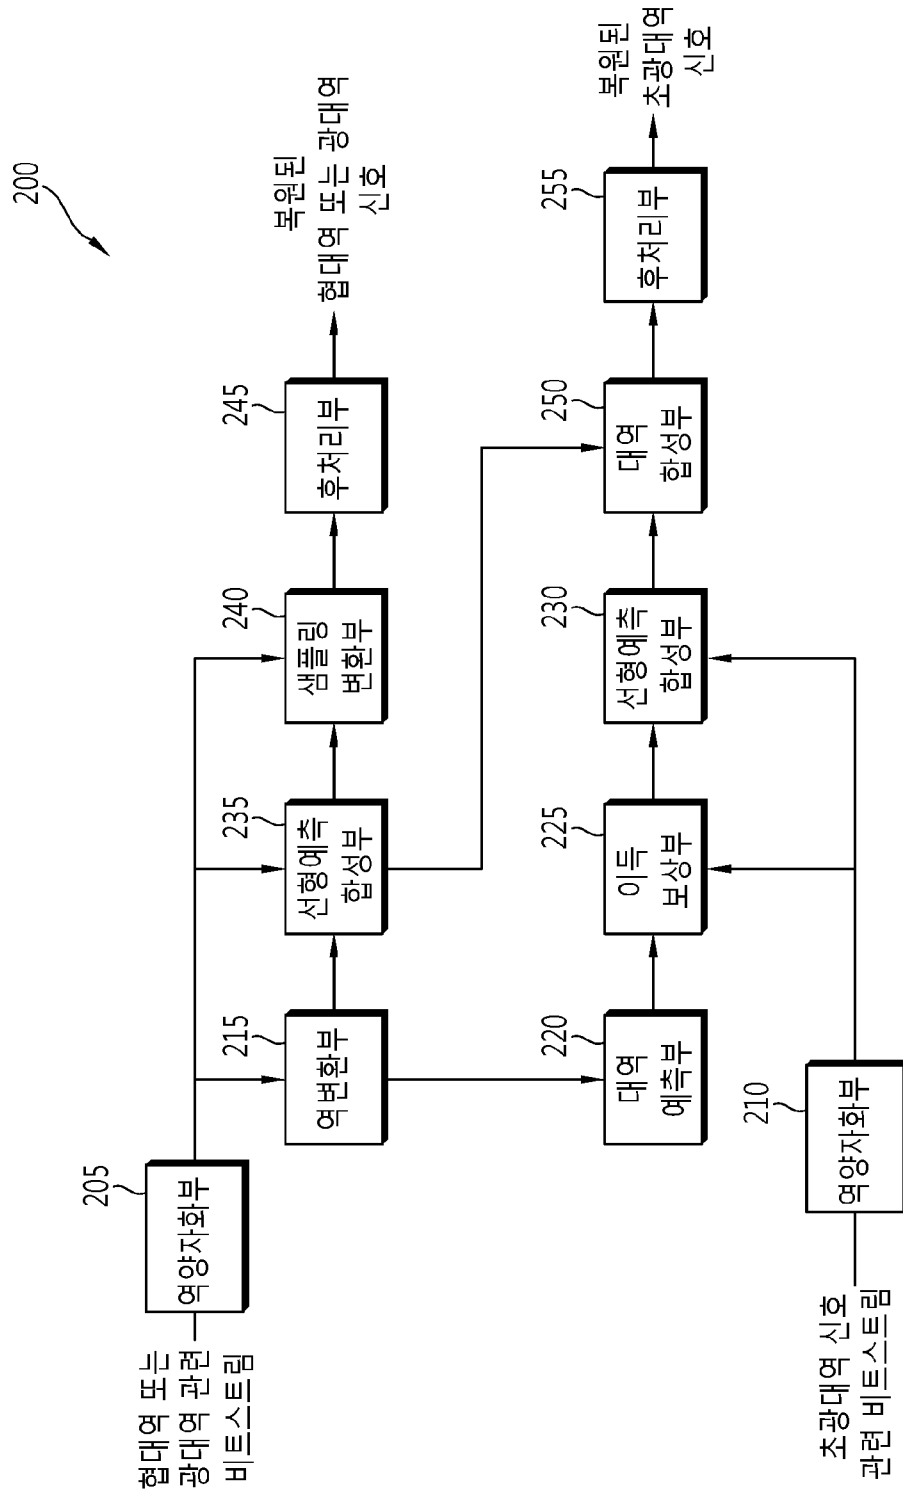 200
복원된
협대역 또는 광대역
신호
복원된
초광대역
신호
245
후처리부
255
후처리부
240
샘플링
변환부
250
대역
합성부
235
선형예측
합성부
230
선형예측
합성부
215
역변환부
225
이득
보상부
220
대역
예측부
205
역양자화부
210
역양자화부
협대역 또는
광대역 관련
비트스트림
초광대역 신호
관련 비트스트림